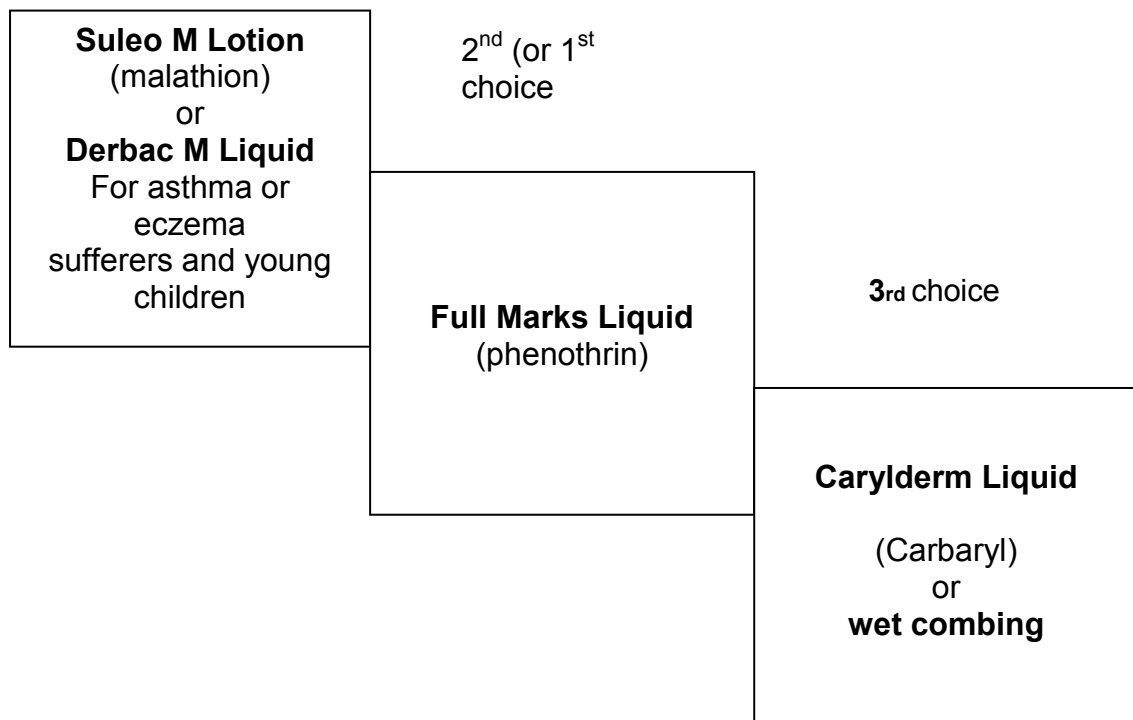 Suleo M Lotion
(malathion)
or
Derbac M Liquid
For asthma or
eczema
sufferers and young
children
2nd (or 1st
choice
Full Marks Liquid
(phenothrin)
3rd choice
Carylderm Liquid
(Carbaryl)
or
wet combing